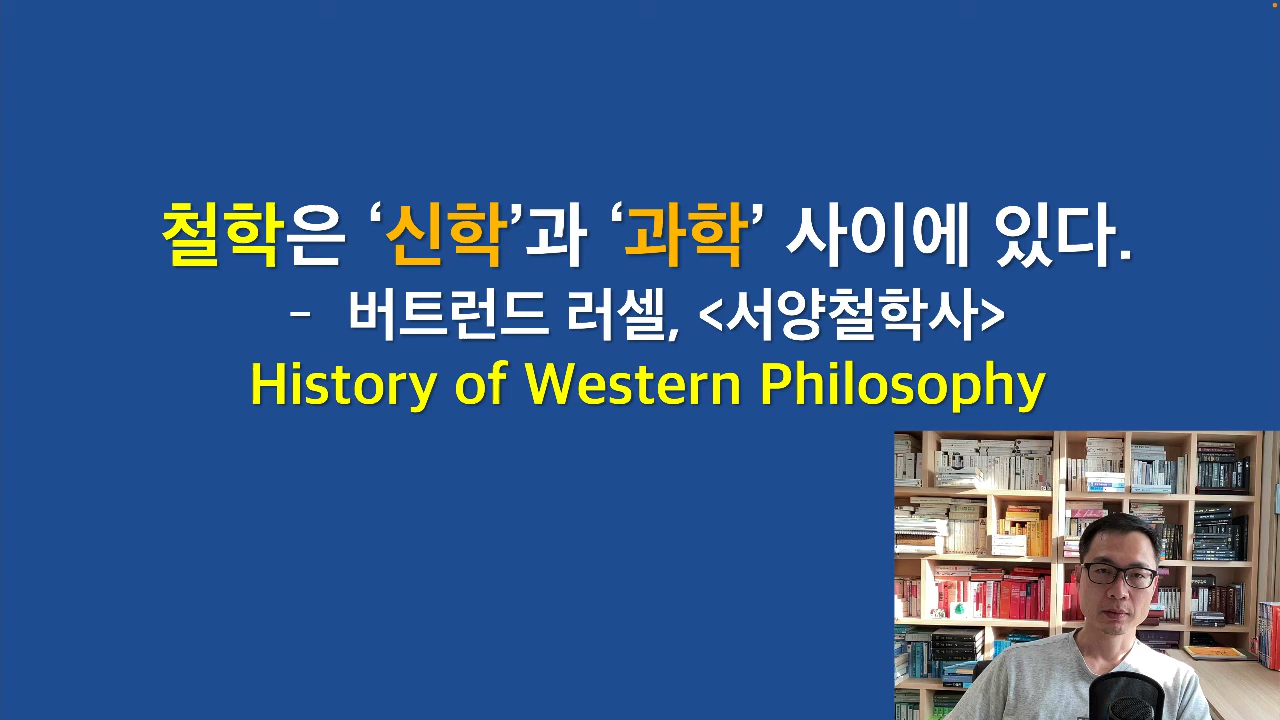 철학은 ‘신학’과 ‘과학’ 사이에 있다.
- 버트런드 러셀, <서양철학사>
History of Western Philosophy